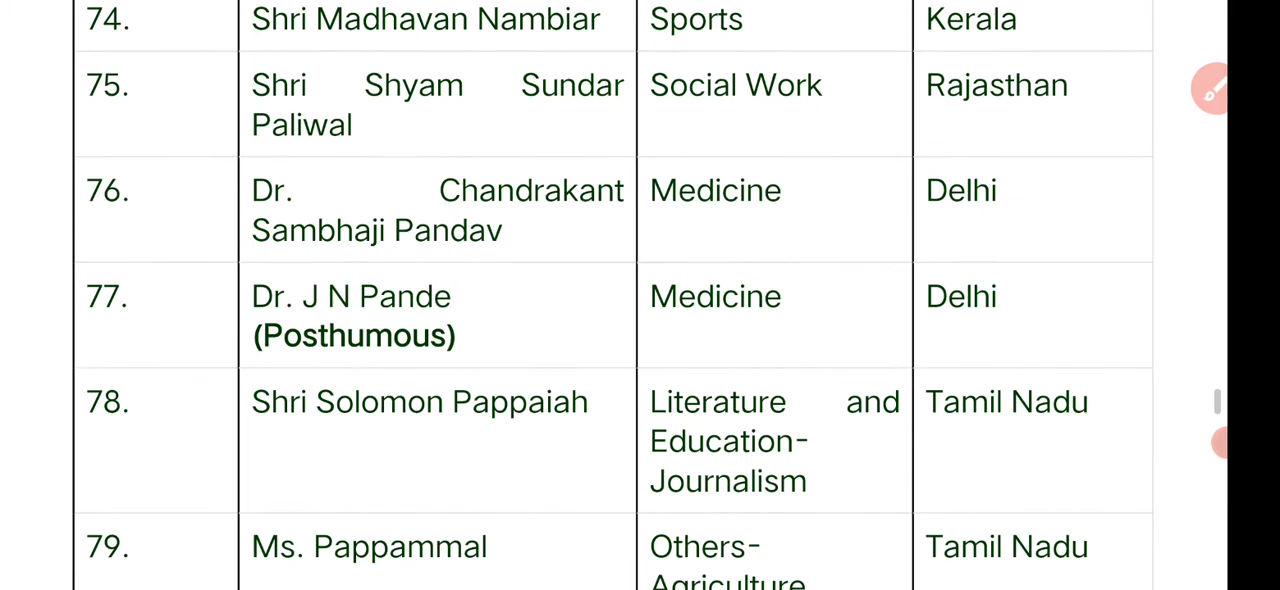 74. Shri Madhavan Nambiar Sports Kerala
75. Shri Shyam Sundar Social Work Rajasthan
Paliwal
76. Dr. Chandrakant Medicine Delhi
Sambhaji Pandav
77. Dr. J N Pande Medicine Delhi
(Posthumous)
78. Shri Solomon Pappaiah Literature and Tamil Nadu
Education-
Journalism
79. Ms. Pappammal Others- Tamil Nadu
Agriculture